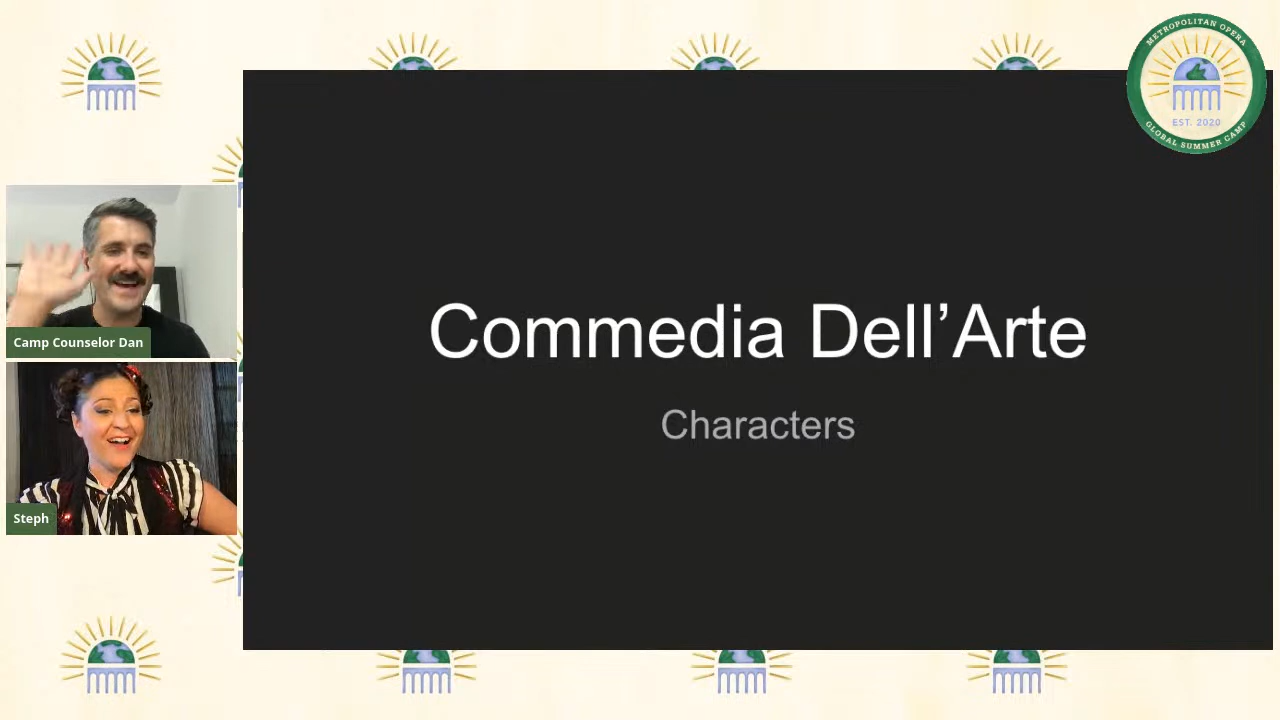 METROPOLITAN OPERA
EST. 2020
GLOBAL SUMMER CAMP
Commedia Dell’Arte
Characters
Camp Counselor Dan
Steph